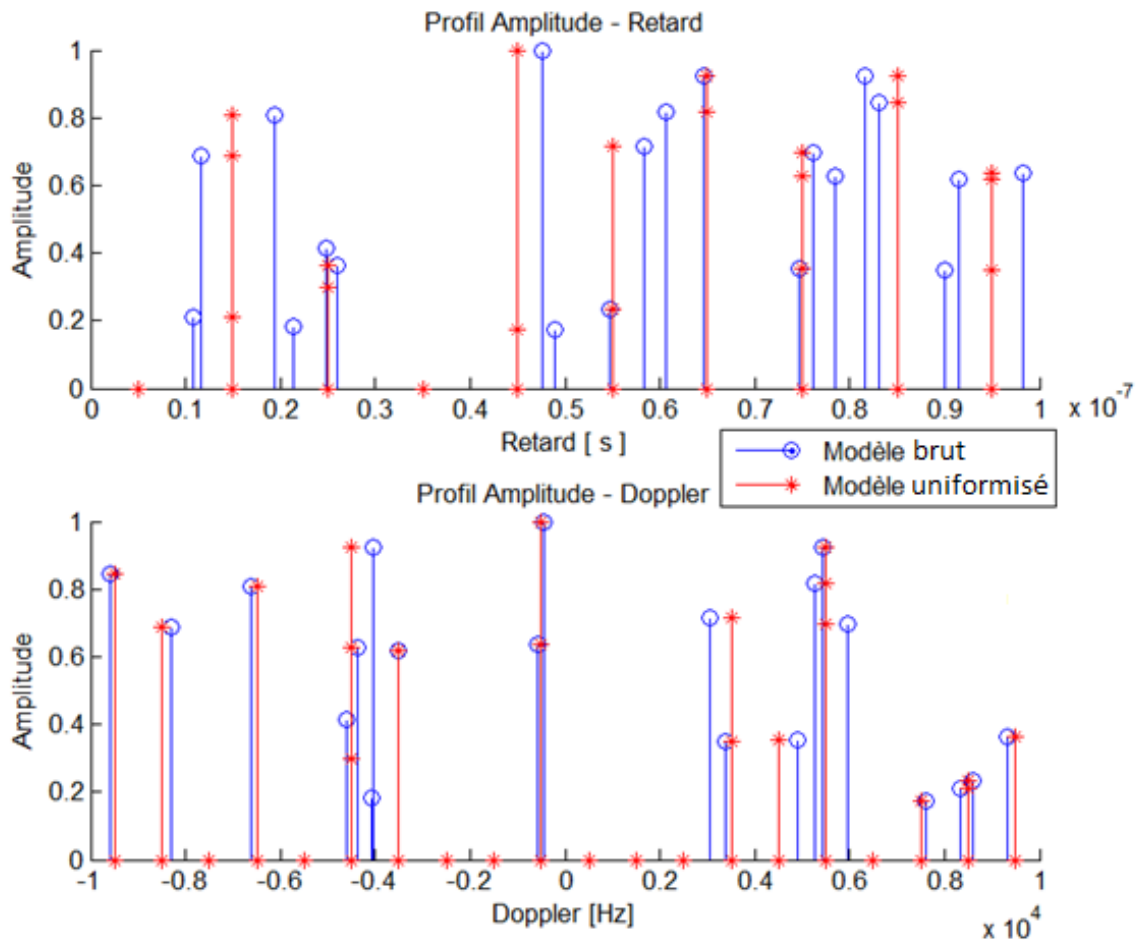 Profil Amplitude - Retard
Amplitude
1
0.8
0.6
0.4
0.2
0
0 0.1 0.2 0.3 0.4 0.5 0.6 0.7 0.8 0.9 1
x 10-7
Retard [ s ]
Modèle brut
Modèle uniformisé
Profil Amplitude - Doppler
Amplitude
1
0.8
0.6
0.4
0.2
0
-1 -0.8 -0.6 -0.4 -0.2 0 0.2 0.4 0.6 0.8 1
Doppler [Hz]
x 10 4